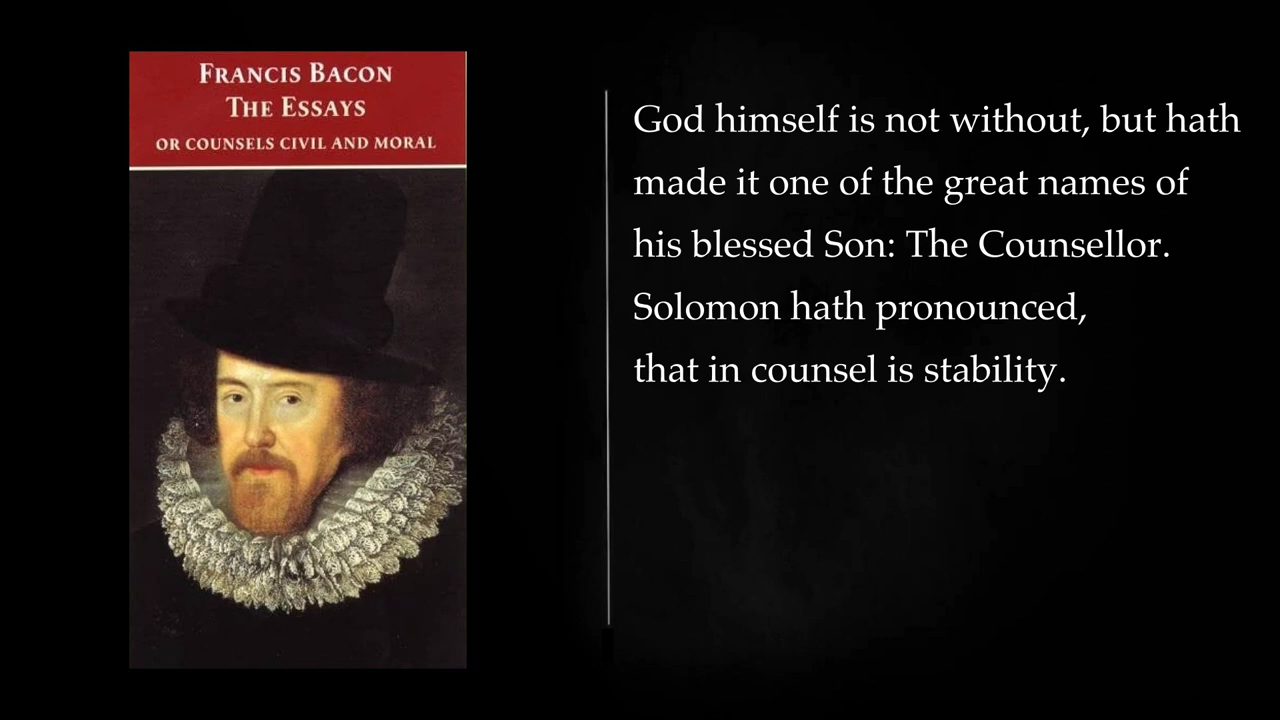 FRANCIS BACON
THE ESSAYS
OR COUNSELS CIVIL AND MORAL
God himself is not without, but hath
made it one of the great names of
his blessed Son: The Counsellor.
Solomon hath pronounced,
that in counsel is stability.